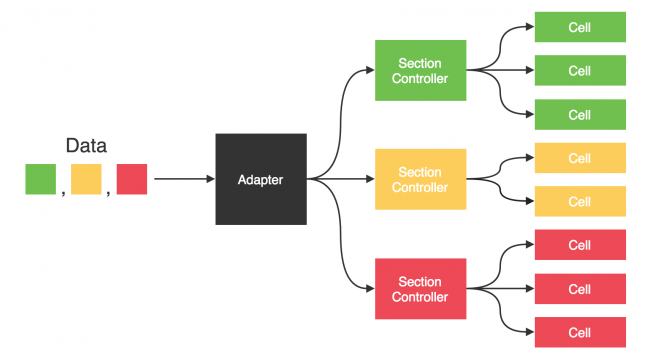 Data
, ,
Adapter
Section
Controller
Cell
Cell
Cell
Section
Controller
Cell
Cell
Section
Controller
Cell
Cell
Cell